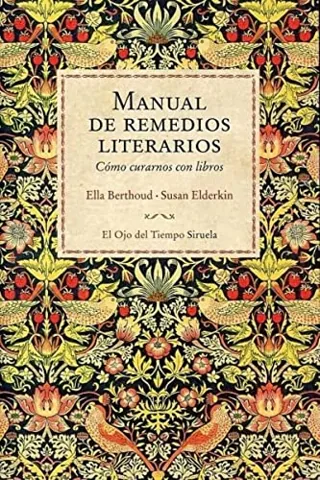 MANUAL
DE REMEDIOS
LITERARIOS
Cómo curarnos con libros
Ella Berthoud · Susan Elderkin
El Ojo del Tiempo Siruela